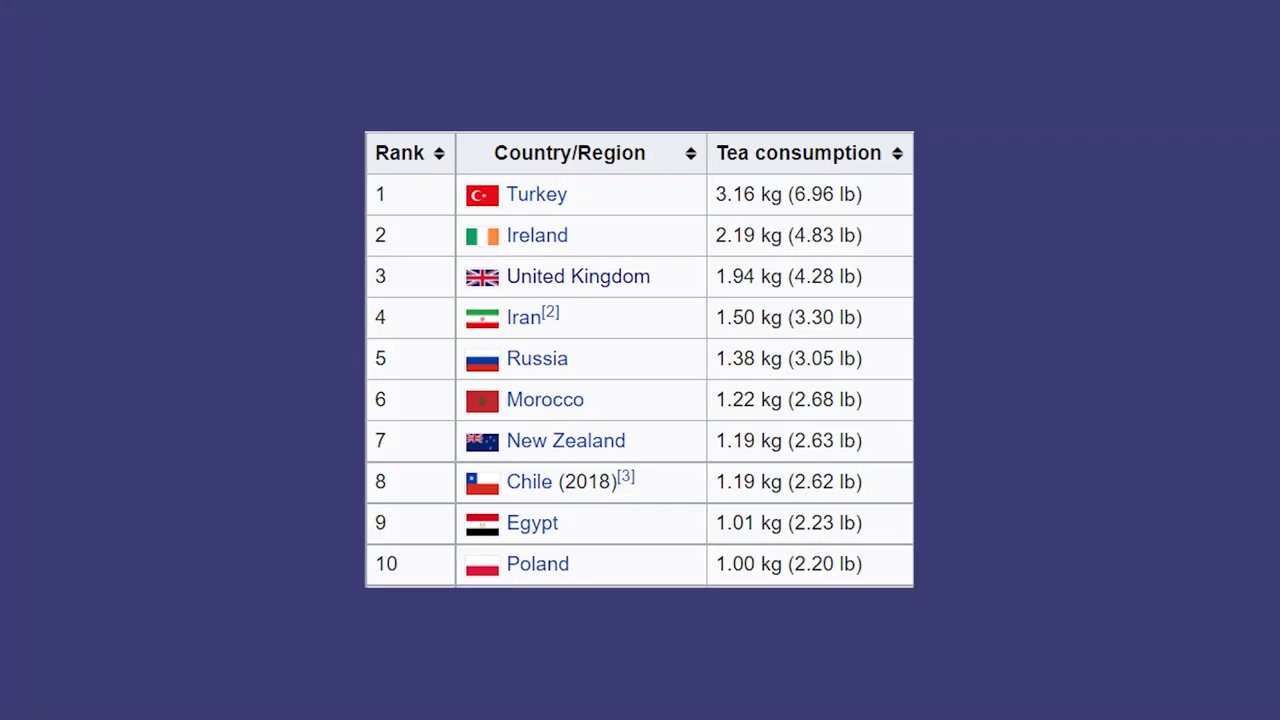 Rank Country/Region Tea consumption
1 Turkey 3.16 kg (6.96 lb)
2 Ireland 2.19 kg (4.83 lb)
3 United Kingdom 1.94 kg (4.28 lb)
4 Iran[2] 1.50 kg (3.30 lb)
5 Russia 1.38 kg (3.05 lb)
6 Morocco 1.22 kg (2.68 lb)
7 New Zealand 1.19 kg (2.63 lb)
8 Chile (2018)[3] 1.19 kg (2.62 lb)
9 Egypt 1.01 kg (2.23 lb)
10 Poland 1.00 kg (2.20 lb)